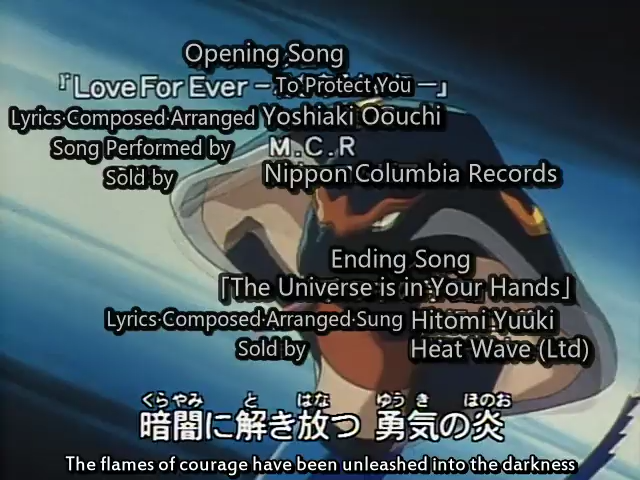 Opening Song
『Love For Ever – To Protect You –』
Lyrics·Composed·Arranged Yoshiaki Oouchi
Song Performed by M.C.R
Sold by Nippon Columbia Records
Ending Song
「The Universe is in Your Hands」
Lyrics·Composed·Arranged·Sung Hitomi Yuuki
Sold by Heat Wave (Ltd)
くらやみ と はな ゆう き ほのお
暗闇に解き放つ 勇気の炎
The flames of courage have been unleashed into the darkness